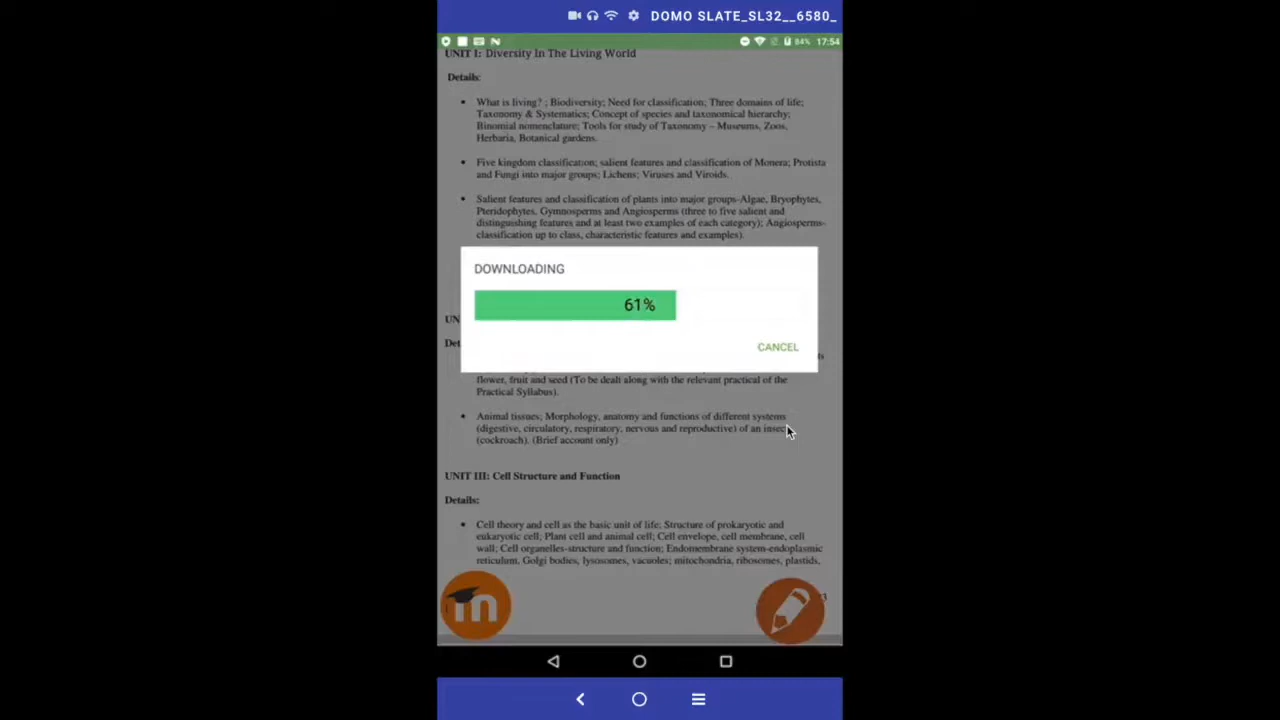 DOMO SLATE_SL32__6580_
84% 17:54
UNIT I: Diversity In The Living World
Details:
• What is living? ; Biodiversity; Need for classification; Three domains of life;
Taxonomy & Systematics; Concept of species and taxonomical hierarchy;
Binomial nomenclature; Tools for study of Taxonomy – Museums, Zoos,
Herbaria, Botanical gardens.
• Five kingdom classification; salient features and classification of Monera; Protista
and Fungi into major groups; Lichens; Viruses and Viroids.
• Salient features and classification of plants into major groups-Algae, Bryophytes,
Pteridophytes, Gymnosperms and Angiosperms (three to five salient and
distinguishing features and at least two examples of each category); Angiosperms-
classification up to class, characteristic features and examples).
DOWNLOADING
61%
UN
Det
CANCEL
flower, fruit and seed (To be dealt along with the relevant practical of the
Practical Syllabus).
• Animal tissues; Morphology, anatomy and functions of different systems
(digestive, circulatory, respiratory, nervous and reproductive) of an insec
(cockroach). (Brief account only)
UNIT III: Cell Structure and Function
Details:
• Cell theory and cell as the basic unit of life; Structure of prokaryotic and
eukaryotic cell; Plant cell and animal cell; Cell envelope, cell membrane, cell
wall; Cell organelles-structure and function; Endomembrane system-endoplasmic
reticulum, Golgi bodies, lysosomes, vacuoles; mitochondria, ribosomes, plastids,
m